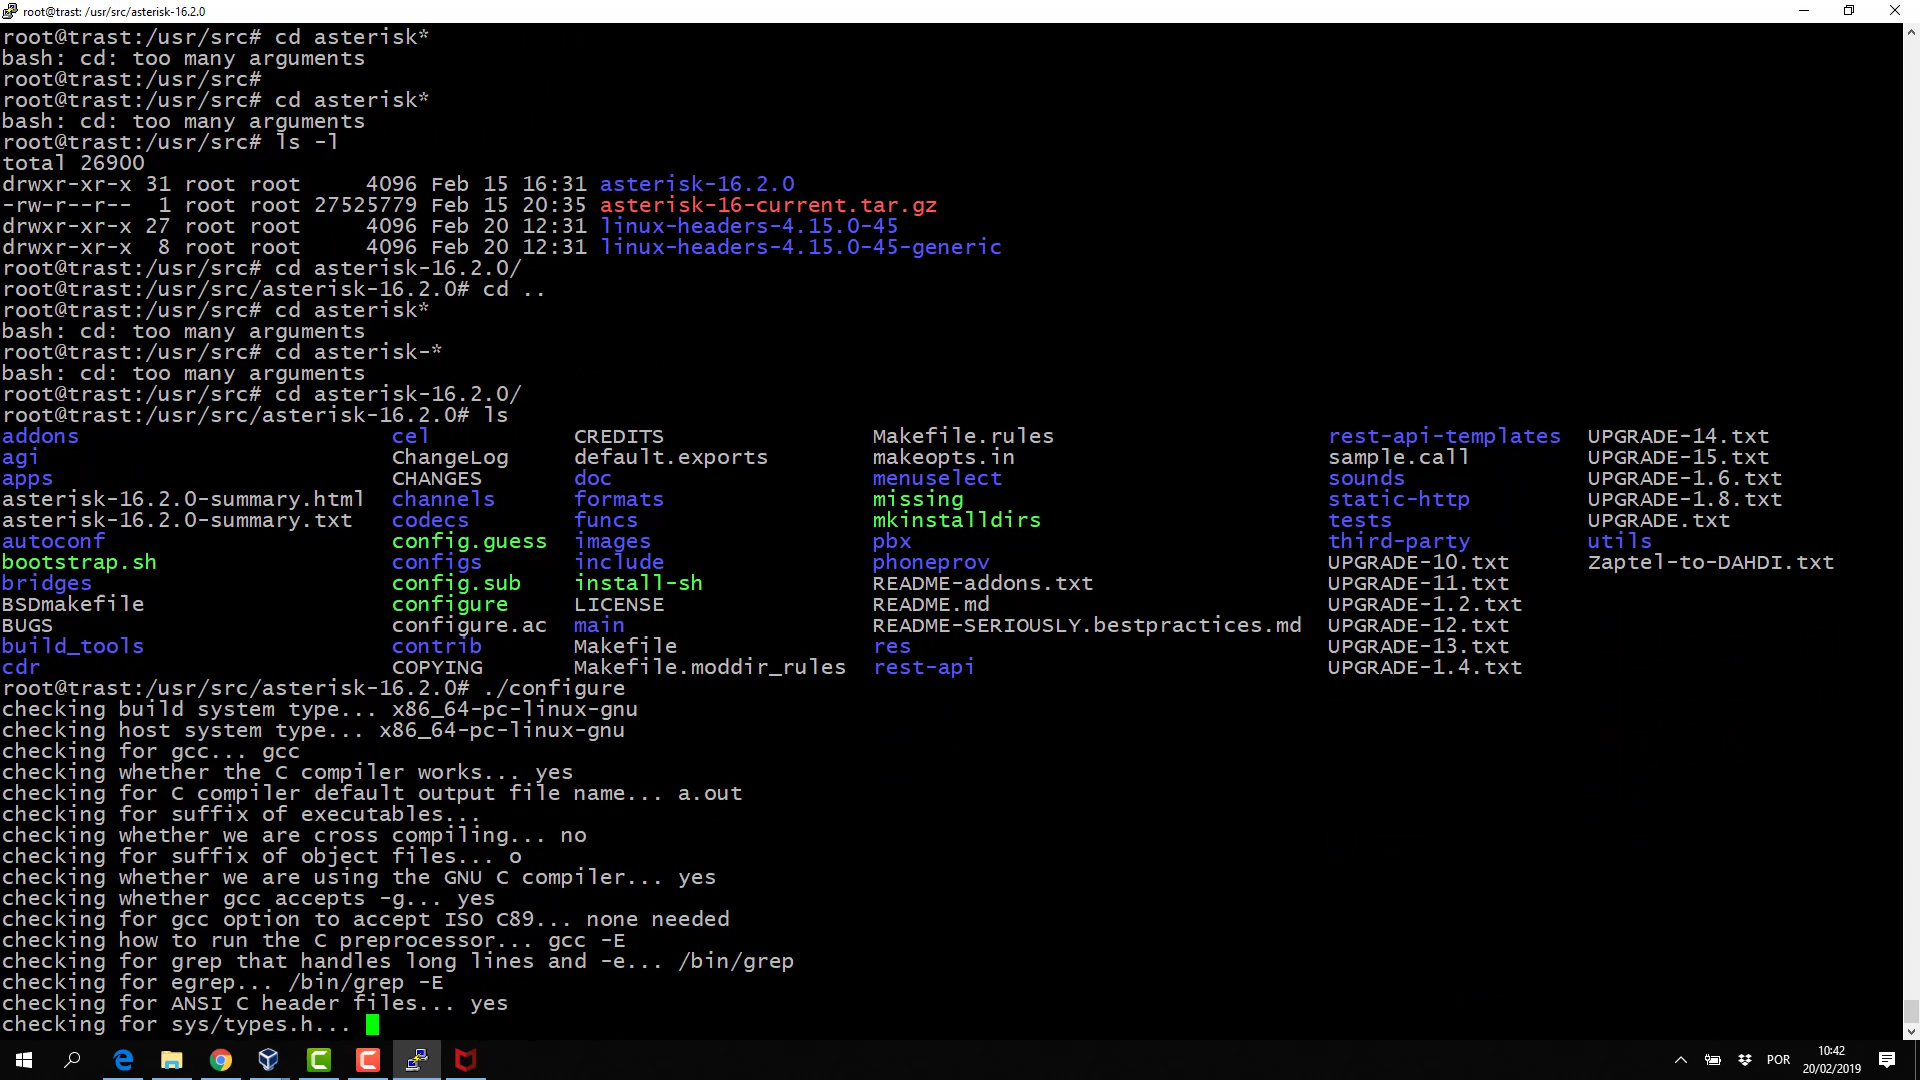 root@trast: /usr/src/asterisk-16.2.0
root@trast:/usr/src# cd asterisk*
bash: cd: too many arguments
root@trast:/usr/src#
root@trast:/usr/src# cd asterisk*
bash: cd: too many arguments
root@trast:/usr/src# ls -l
total 26900
drwxr-xr-x 31 root root     4096 Feb 15 16:31 asterisk-16.2.0
-rw-r--r--  1 root root 27525779 Feb 15 20:35 asterisk-16-current.tar.gz
drwxr-xr-x 27 root root     4096 Feb 20 12:31 linux-headers-4.15.0-45
drwxr-xr-x  8 root root     4096 Feb 20 12:31 linux-headers-4.15.0-45-generic
root@trast:/usr/src# cd asterisk-16.2.0/
root@trast:/usr/src/asterisk-16.2.0# cd ..
root@trast:/usr/src# cd asterisk*
bash: cd: too many arguments
root@trast:/usr/src# cd asterisk-*
bash: cd: too many arguments
root@trast:/usr/src# cd asterisk-16.2.0/
root@trast:/usr/src/asterisk-16.2.0# ls
addons cel CREDITS Makefile.rules rest-api-templates UPGRADE-14.txt
agi ChangeLog default.exports makeopts.in sample.call UPGRADE-15.txt
apps CHANGES doc menuselect sounds UPGRADE-1.6.txt
asterisk-16.2.0-summary.html channels formats missing static-http UPGRADE-1.8.txt
asterisk-16.2.0-summary.txt codecs funcs mkinstalldirs tests UPGRADE.txt
autoconf config.guess images pbx third-party utils
bootstrap.sh configs include phoneprov UPGRADE-10.txt Zaptel-to-DAHDI.txt
bridges config.sub install-sh README-addons.txt UPGRADE-11.txt
BSDmakefile configure LICENSE README.md UPGRADE-1.2.txt
BUGS configure.ac main README-SERIOUSLY.bestpractices.md UPGRADE-12.txt
build_tools contrib Makefile res UPGRADE-13.txt
cdr COPYING Makefile.moddir_rules rest-api UPGRADE-1.4.txt
root@trast:/usr/src/asterisk-16.2.0# ./configure
checking build system type... x86_64-pc-linux-gnu
checking host system type... x86_64-pc-linux-gnu
checking for gcc... gcc
checking whether the C compiler works... yes
checking for C compiler default output file name... a.out
checking for suffix of executables...
checking whether we are cross compiling... no
checking for suffix of object files... o
checking whether we are using the GNU C compiler... yes
checking whether gcc accepts -g... yes
checking for gcc option to accept ISO C89... none needed
checking how to run the C preprocessor... gcc -E
checking for grep that handles long lines and -e... /bin/grep
checking for egrep... /bin/grep -E
checking for ANSI C header files... yes
checking for sys/types.h...
POR
10:42
20/02/2019